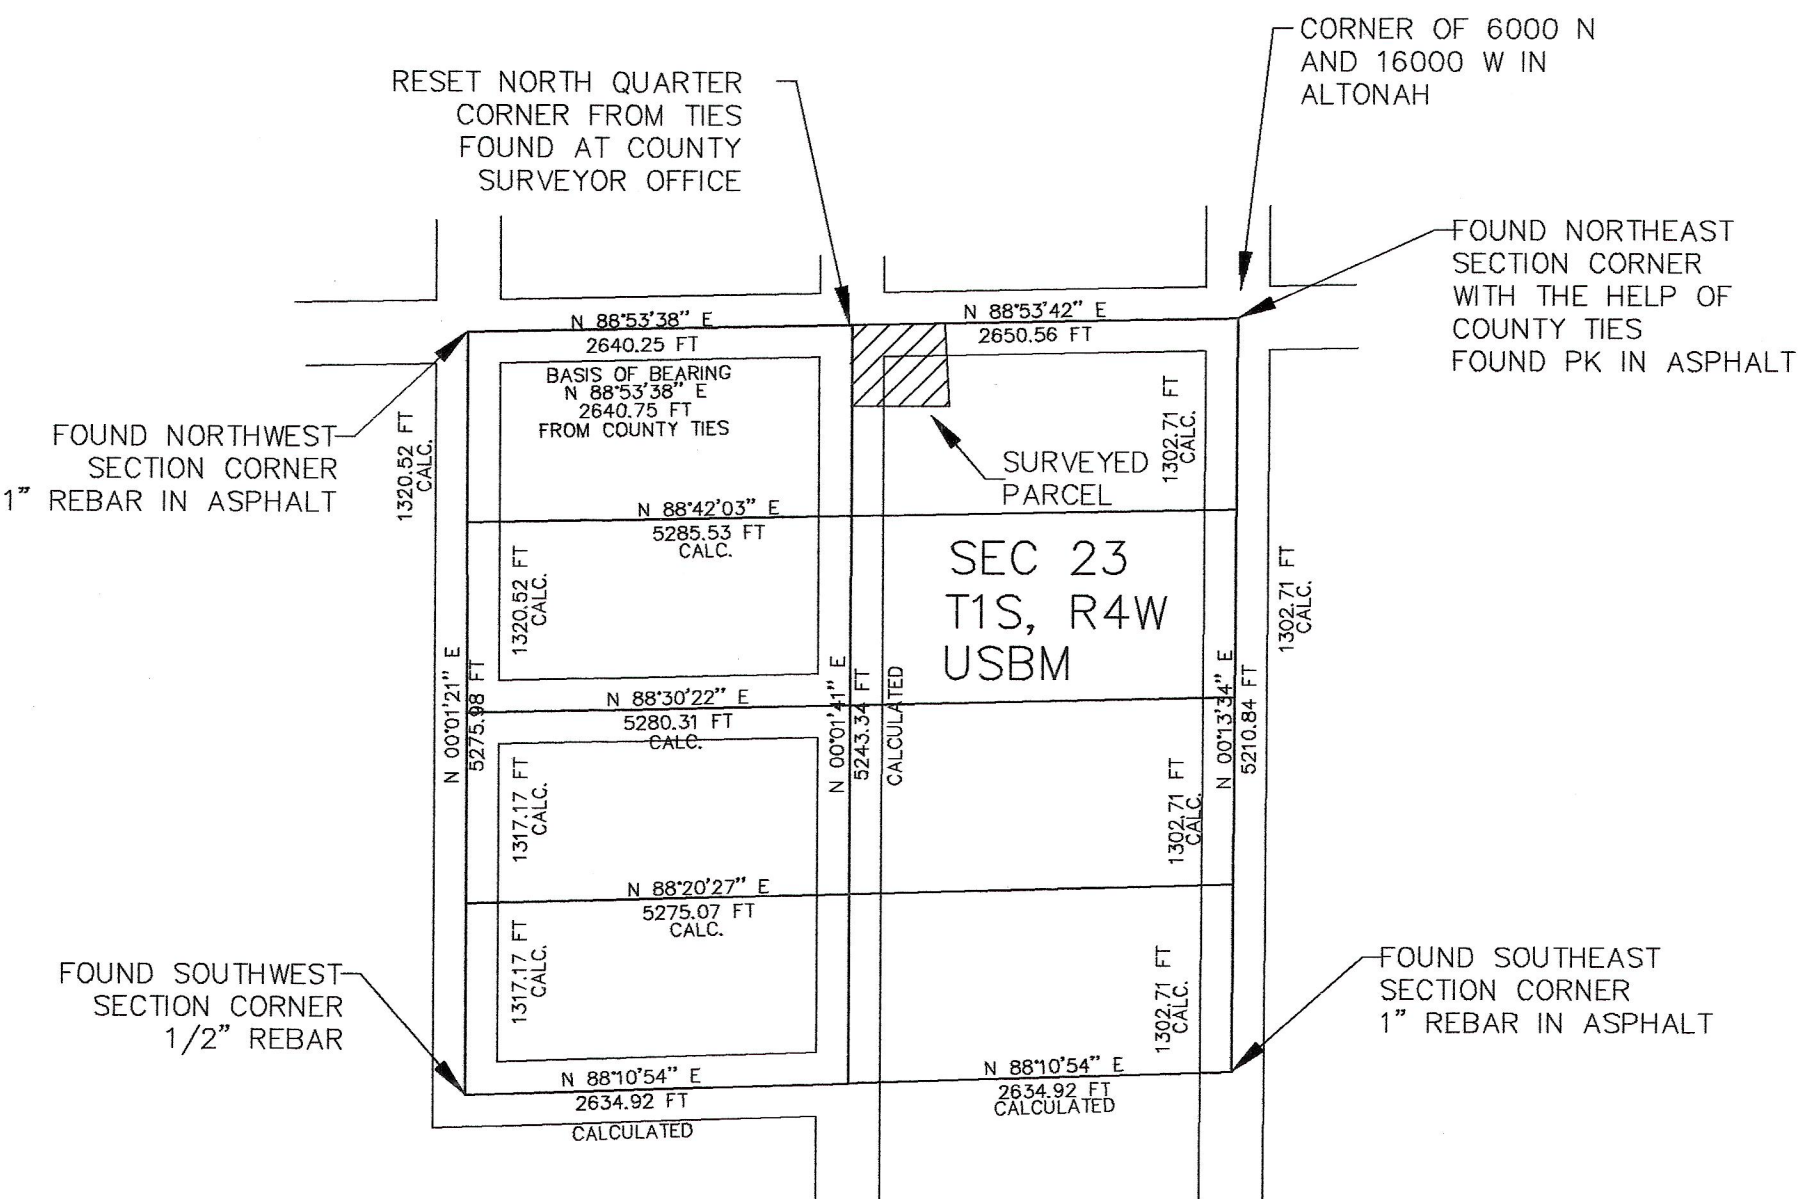 CORNER OF 6000 N
AND 16000 W IN
ALTONAH
RESET NORTH QUARTER
CORNER FROM TIES
FOUND AT COUNTY
SURVEYOR OFFICE
FOUND NORTHEAST
SECTION CORNER
WITH THE HELP OF
COUNTY TIES
FOUND PK IN ASPHALT
N 88°53'38" E
2640.25 FT
N 88°53'42" E
2650.56 FT
BASIS OF BEARING
N 88°53'38" E
2640.75 FT
FROM COUNTY TIES
FOUND NORTHWEST
SECTION CORNER
1" REBAR IN ASPHALT
1320.52 FT
CALC.
1302.71 FT
CALC.
SURVEYED
PARCEL
N 88°42'03" E
5285.53 FT
CALC.
SEC 23
T1S, R4W
USBM
1320.52 FT
CALC.
1302.71 FT
CALC.
N 00°01'21" E
5275.98 FT
N 00°01'41" E
5243.34 FT
CALCULATED
N 00°13'34" E
5210.84 FT
N 88°30'22" E
5280.31 FT
CALC.
1317.17 FT
CALC.
1302.71 FT
CALC.
N 88°20'27" E
5275.07 FT
CALC.
1317.17 FT
CALC.
1302.71 FT
CALC.
FOUND SOUTHWEST
SECTION CORNER
1/2" REBAR
FOUND SOUTHEAST
SECTION CORNER
1" REBAR IN ASPHALT
N 88°10'54" E
2634.92 FT
CALCULATED
N 88°10'54" E
2634.92 FT
CALCULATED